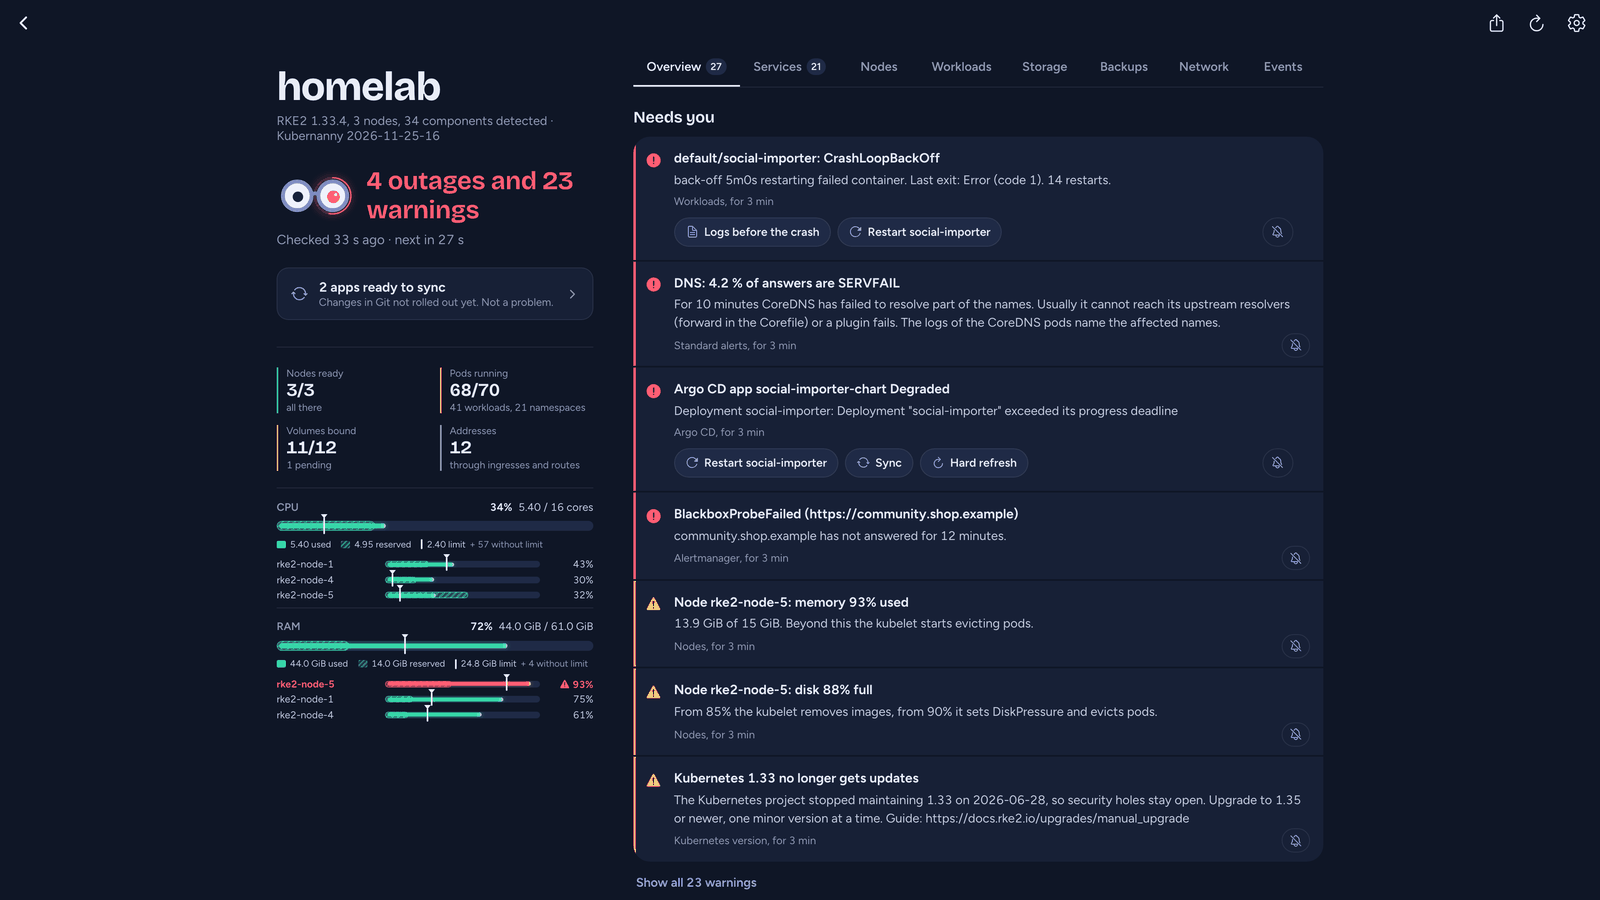 homelab
RKE2 1.33.4, 3 nodes, 34 components detected ·
Kubernanny 2026-11-25-16
4 outages and 23
warnings
Checked 33 s ago · next in 27 s
2 apps ready to sync
Changes in Git not rolled out yet. Not a problem.
Nodes ready
3/3
all there
Pods running
68/70
41 workloads, 21 namespaces
Volumes bound
11/12
1 pending
Addresses
12
through ingresses and routes
CPU 34% 5.40 / 16 cores
5.40 used 4.95 reserved 2.40 limit + 57 without limit
rke2-node-1 43%
rke2-node-4 30%
rke2-node-5 32%
RAM 72% 44.0 GiB / 61.0 GiB
44.0 GiB used 14.0 GiB reserved 24.8 GiB limit + 4 without limit
rke2-node-5 93%
rke2-node-1 75%
rke2-node-4 61%
Overview 27 Services 21 Nodes Workloads Storage Backups Network Events
Needs you
default/social-importer: CrashLoopBackOff
back-off 5m0s restarting failed container. Last exit: Error (code 1). 14 restarts.
Workloads, for 3 min
Logs before the crash Restart social-importer
DNS: 4.2 % of answers are SERVFAIL
For 10 minutes CoreDNS has failed to resolve part of the names. Usually it cannot reach its upstream resolvers
(forward in the Corefile) or a plugin fails. The logs of the CoreDNS pods name the affected names.
Standard alerts, for 3 min
Argo CD app social-importer-chart Degraded
Deployment social-importer: Deployment "social-importer" exceeded its progress deadline
Argo CD, for 3 min
Restart social-importer Sync Hard refresh
BlackboxProbeFailed (https://community.shop.example)
community.shop.example has not answered for 12 minutes.
Alertmanager, for 3 min
Node rke2-node-5: memory 93% used
13.9 GiB of 15 GiB. Beyond this the kubelet starts evicting pods.
Nodes, for 3 min
Node rke2-node-5: disk 88% full
From 85% the kubelet removes images, from 90% it sets DiskPressure and evicts pods.
Nodes, for 3 min
Kubernetes 1.33 no longer gets updates
The Kubernetes project stopped maintaining 1.33 on 2026-06-28, so security holes stay open. Upgrade to 1.35
or newer, one minor version at a time. Guide: https://docs.rke2.io/upgrades/manual_upgrade
Kubernetes version, for 3 min
Show all 23 warnings